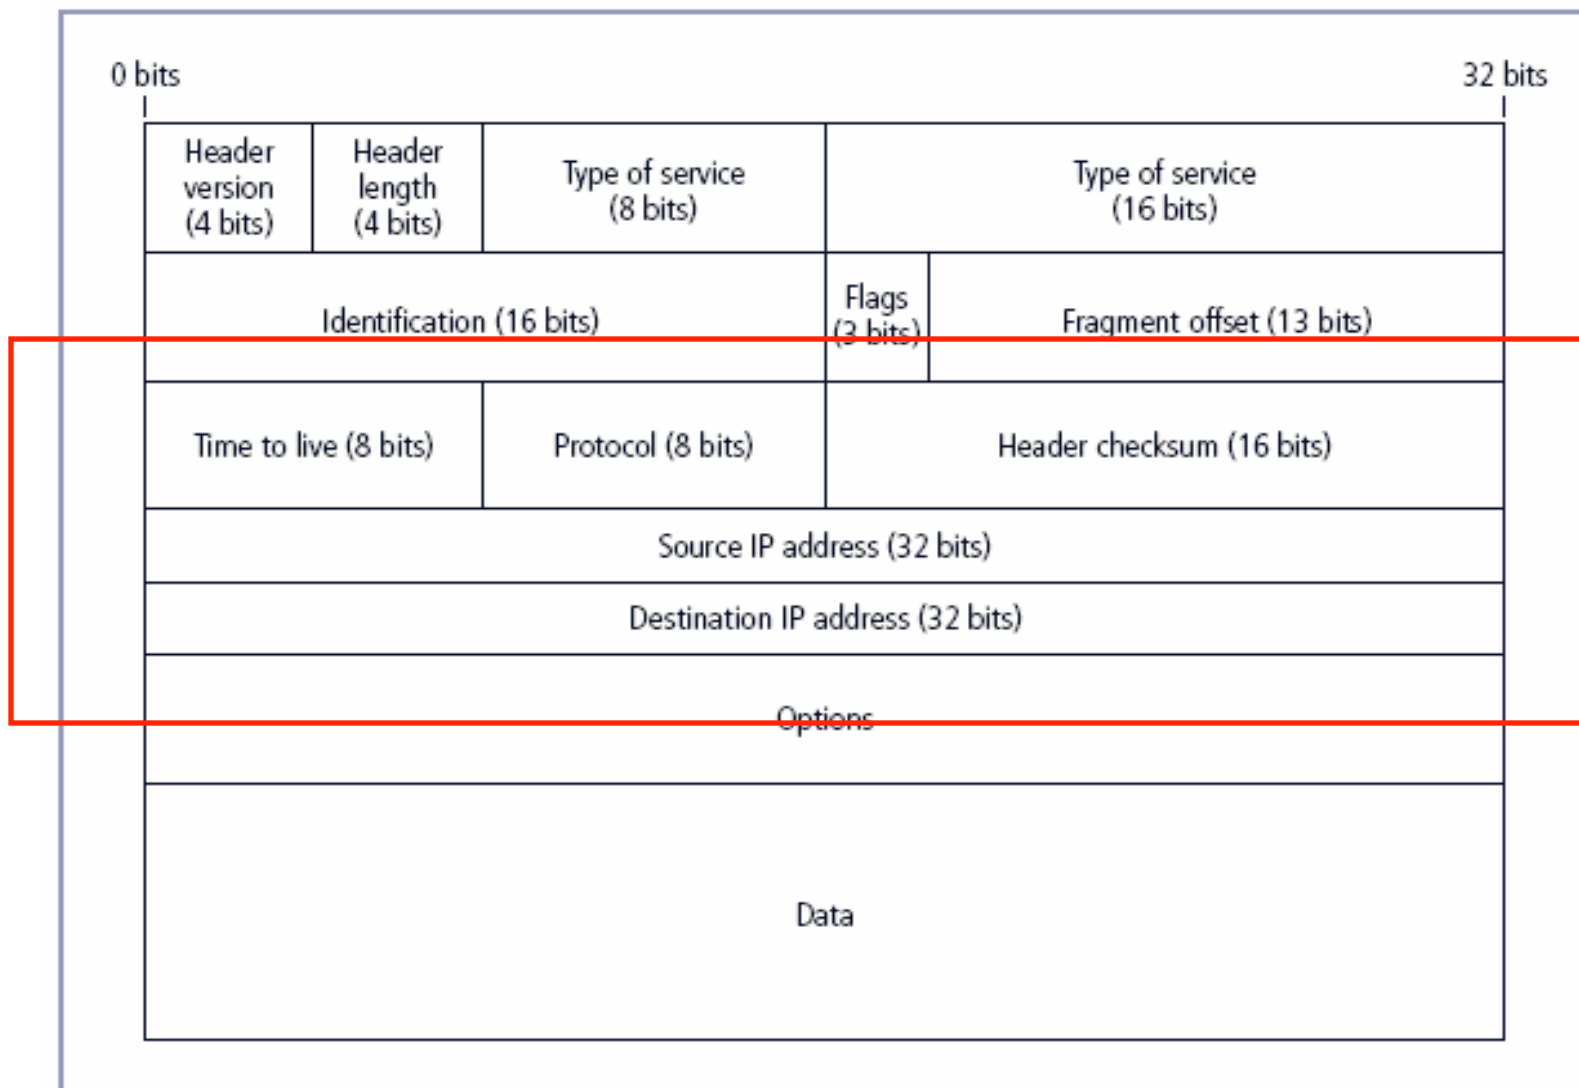 0 bits
32 bits
Header
version
(4 bits)
Header
length
(4 bits)
Type of service
(8 bits)
Type of service
(16 bits)
Identification (16 bits)
Flags
(3 bits)
Fragment offset (13 bits)
Time to live (8 bits)
Protocol (8 bits)
Header checksum (16 bits)
Source IP address (32 bits)
Destination IP address (32 bits)
Options
Data